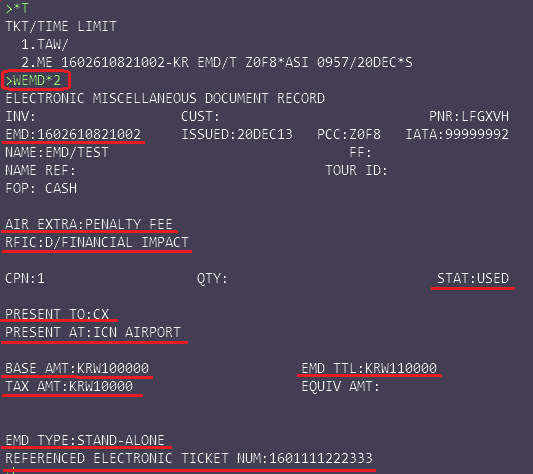 >*T
TKT/TIME LIMIT
1.TAW/
2.ME 1602610821002-KR EMD/T Z0F8*ASI 0957/20DEC*S
>WEMD*2
ELECTRONIC MISCELLANEOUS DOCUMENT RECORD
INV: CUST: PNR:LFGXVH
EMD:1602610821002 ISSUED:20DEC13 PCC:Z0F8 IATA:99999992
NAME:EMD/TEST FF:
NAME REF: TOUR ID:
FOP: CASH
AIR EXTRA:PENALTY FEE
RFIC:D/FINANCIAL IMPACT
CPN:1 QTY: STAT:USED
PRESENT TO:CX
PRESENT AT:ICN AIRPORT
BASE AMT:KRW100000 EMD TTL:KRW110000
TAX AMT:KRW10000 EQUIV AMT:
EMD TYPE:STAND-ALONE
REFERENCED ELECTRONIC TICKET NUM:1601111222333